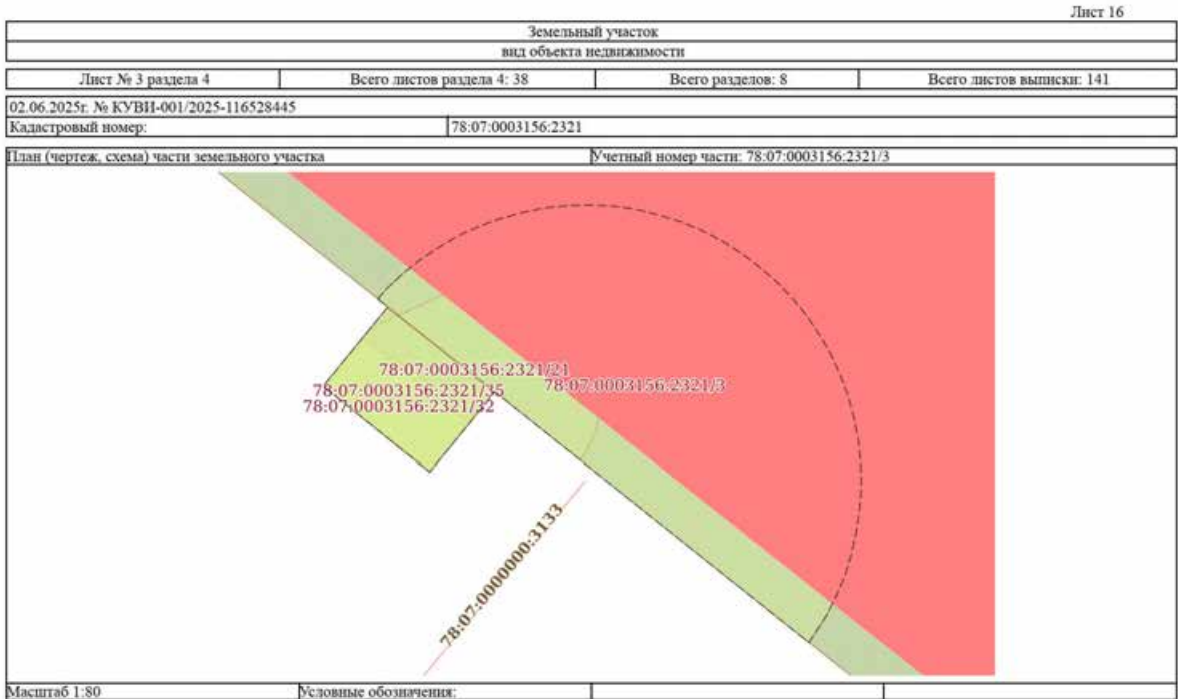 Лист 16
Земельный участок
вид объекта недвижимости
Лист № 3 раздела 4 Всего листов раздела 4: 38 Всего разделов: 8 Всего листов выписки: 141
02.06.2025г. № КУВИ-001/2025-116528445
Кадастровый номер: 78:07:0003156:2321
План (чертеж, схема) части земельного участка Учетный номер части: 78:07:0003156:2321/3
78:07:0003156:2321/21
78:07:0003156:2321/3
78:07:0003156:2321/35
78:07:0003156:2321/32
78:07:0000000:3133
Масштаб 1:80 Условные обозначения: